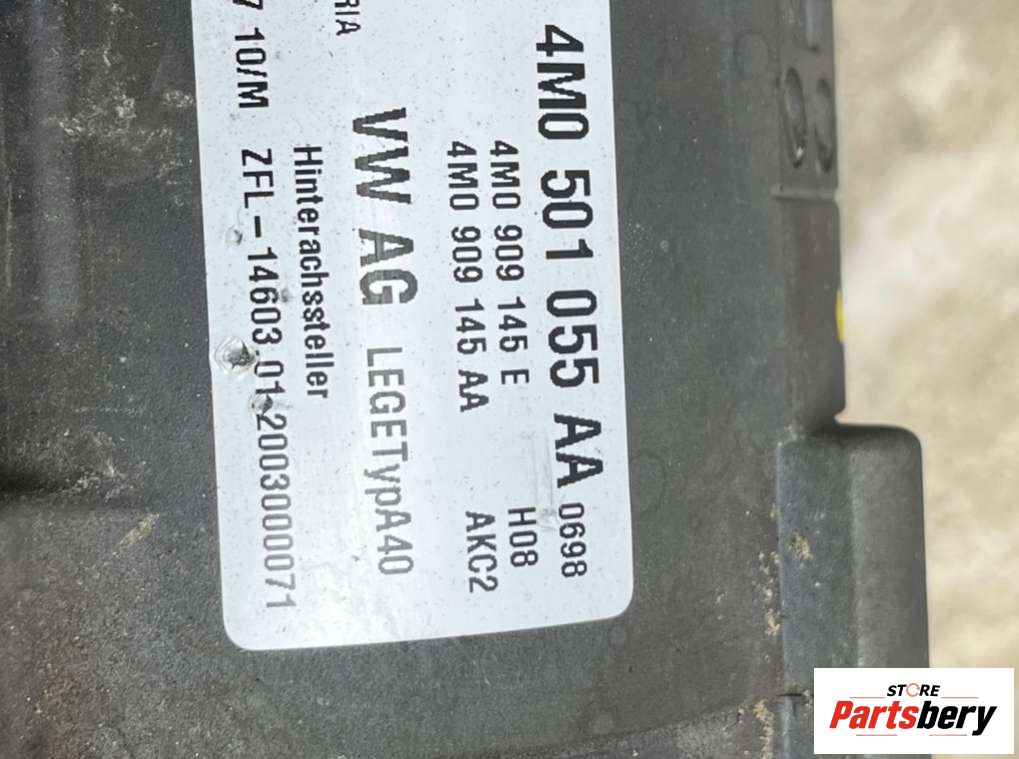 4M0 501 055 AA 0698
4M0 909 145 E H08
4M0 909 145 AA AKC2
VW AG LEGETypA40
RIA
Hinterachssteller
7 10/M ZFL-14603 01-2003000071
STORE
Partsbery